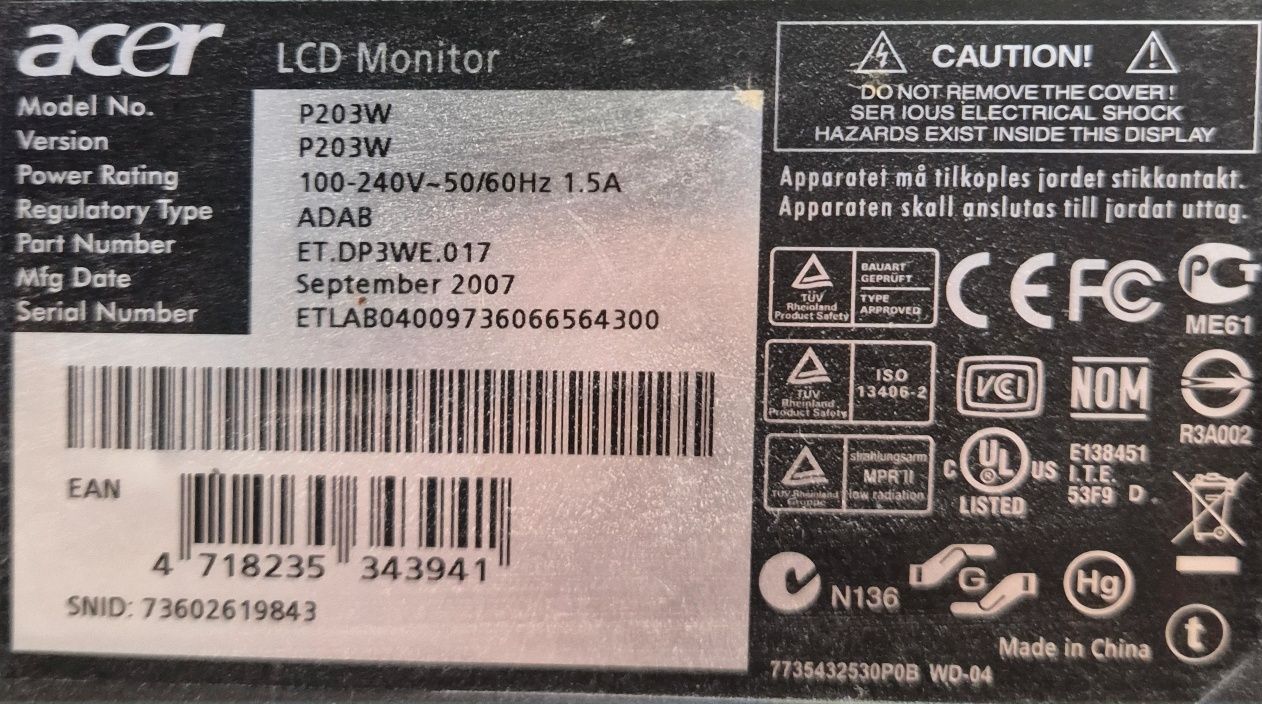 acer LCD Monitor
Model No. P203W
Version P203W
Power Rating 100-240V~50/60Hz 1.5A
Regulatory Type ADAB
Part Number ET.DP3WE.017
Mfg Date September 2007
Serial Number ETLAB04009736066564300
EAN
4 718235 343941
SNID: 73602619843
CAUTION!
DO NOT REMOVE THE COVER!
SER IOUS ELECTRICAL SHOCK
HAZARDS EXIST INSIDE THIS DISPLAY
Apparatet må tilkoples jordet stikkontakt.
Apparaten skall anslutas till jordat uttag.
TÜV
Rheinland
Product Safety
BAUART
GEPRÜFT
TYPE
APPROVED
CE FC PCT
ME61
TÜV
Rheinland
Product Safety
ISO
13406-2
VCCI
NOM
R3A002
TÜV Rheinland
Gruppe
strahlungsarm
MPR II
low radiation
C UL US
LISTED
E138451
I.T.E.
53F9 D
N136
I G I
Hg
t
Made in China
7735432530P0B WD-04